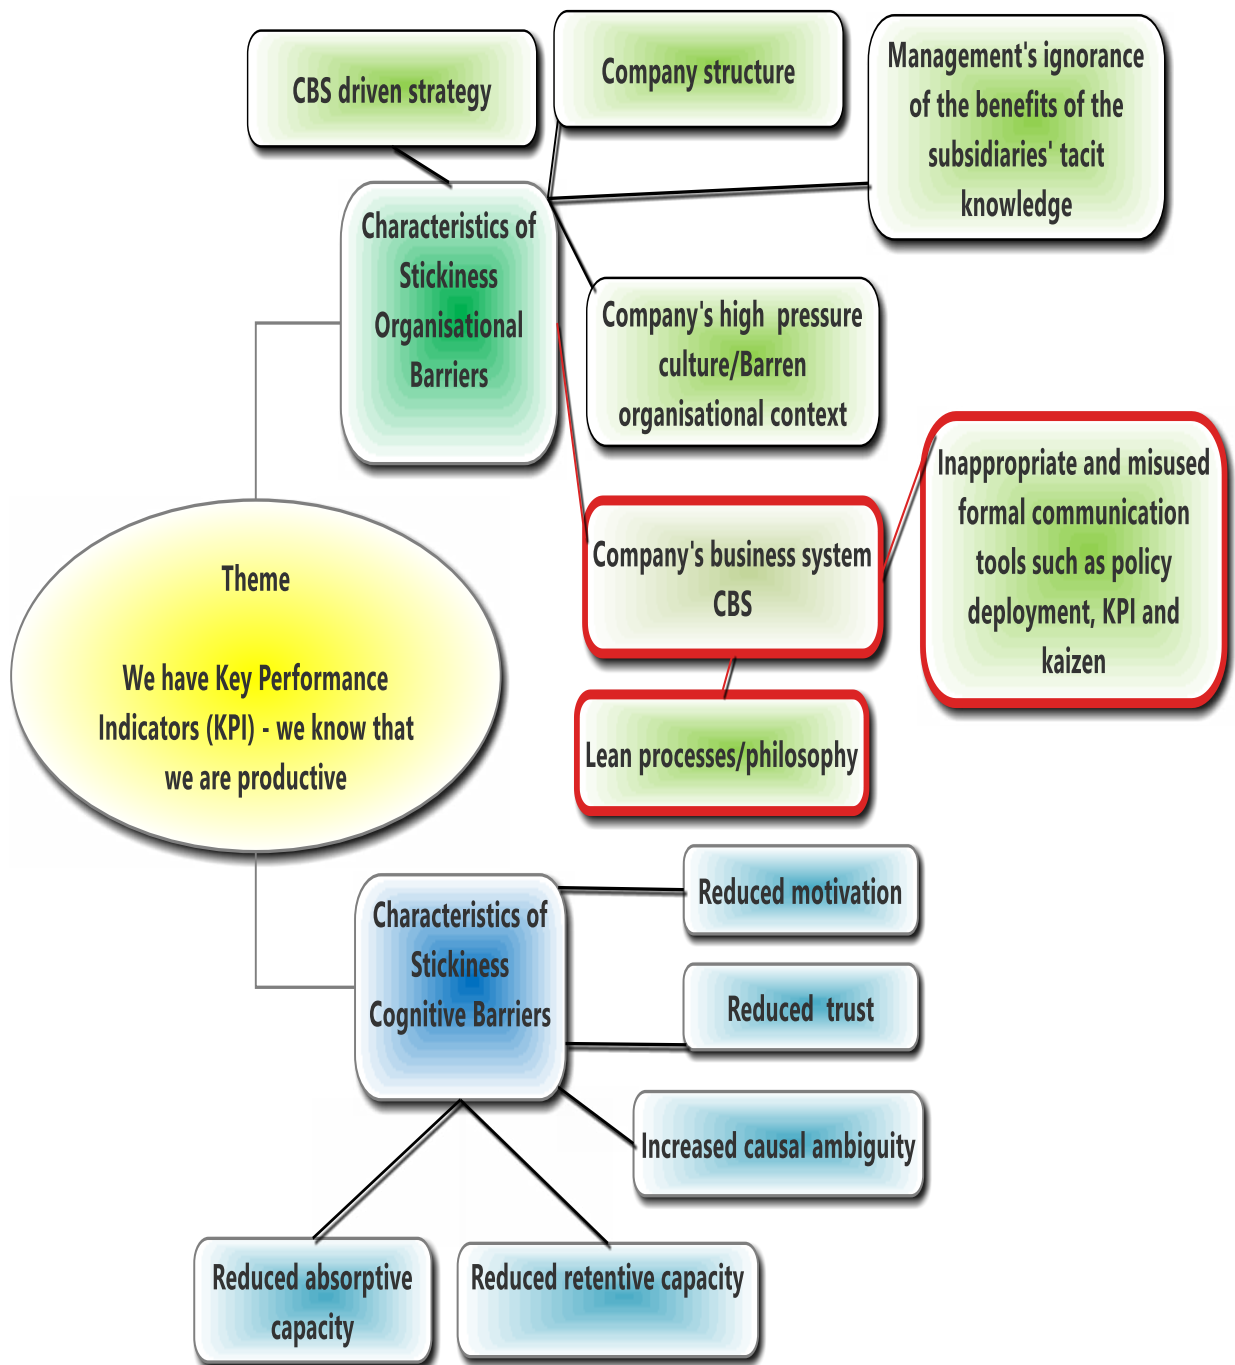 CBS driven strategy
Company structure
Management's ignorance
of the benefits of the
subsidiaries' tacit
knowledge
Characteristics of
Stickiness
Organisational
Barriers
Company's high  pressure
culture/Barren
organisational context
Inappropriate and misused
formal communication
tools such as policy
deployment, KPI and
kaizen
Company's business system
CBS
Lean processes/philosophy
Theme
We have Key Performance
Indicators (KPI) - we know that
we are productive
Characteristics of
Stickiness
Cognitive Barriers
Reduced motivation
Reduced  trust
Increased causal ambiguity
Reduced absorptive
capacity
Reduced retentive capacity